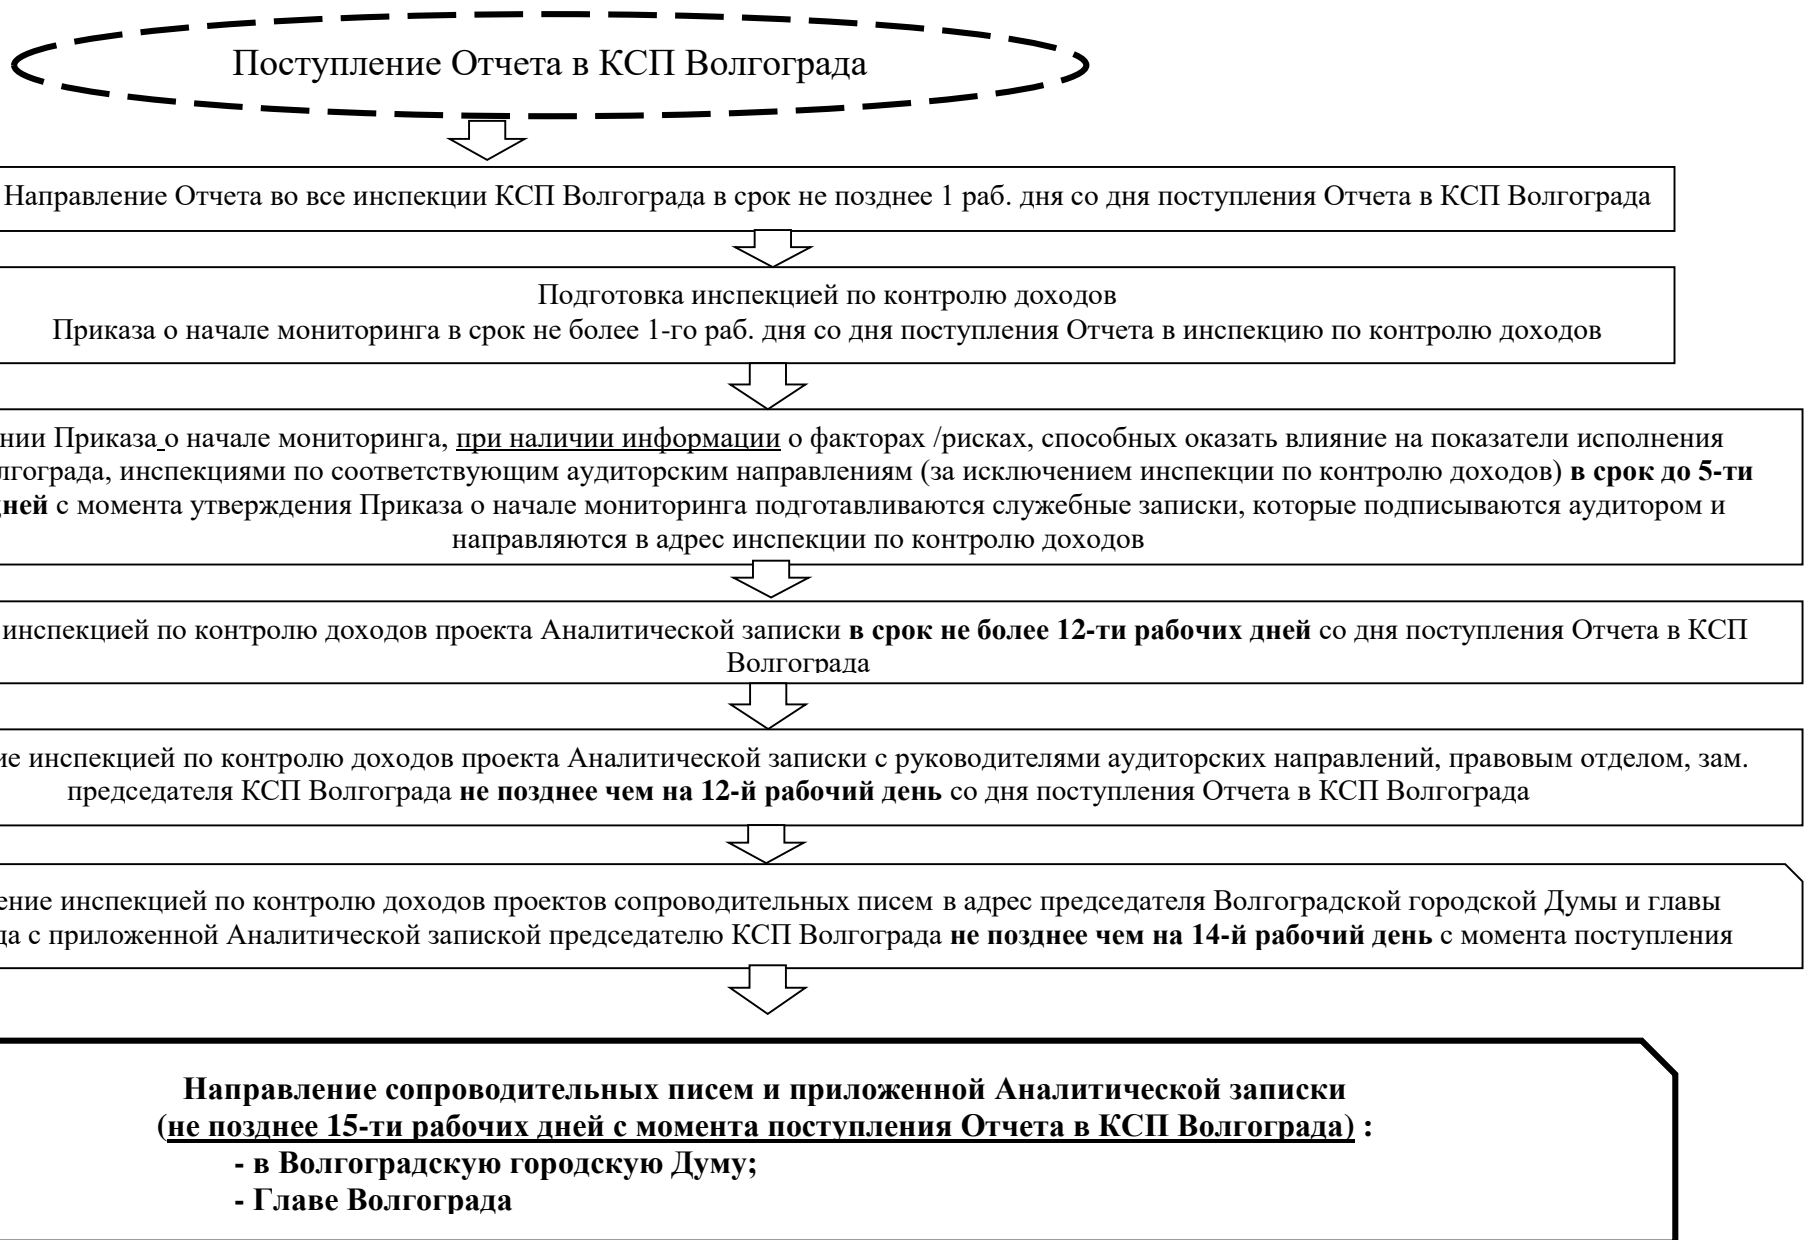 Поступление Отчета в КСП Волгограда
Направление Отчета во все инспекции КСП Волгограда в срок не позднее 1 раб. дня со дня поступления Отчета в КСП Волгограда
Подготовка инспекцией по контролю доходов
Приказа о начале мониторинга в срок не более 1-го раб. дня со дня поступления Отчета в инспекцию по контролю доходов
нии Приказа о начале мониторинга, при наличии информации о факторах /рисках, способных оказать влияние на показатели исполнения
лгограда, инспекциями по соответствующим аудиторским направлениям (за исключением инспекции по контролю доходов) в срок до 5-ти
дней с момента утверждения Приказа о начале мониторинга подготавливаются служебные записки, которые подписываются аудитором и
направляются в адрес инспекции по контролю доходов
инспекцией по контролю доходов проекта Аналитической записки в срок не более 12-ти рабочих дней со дня поступления Отчета в КСП
Волгограда
ие инспекцией по контролю доходов проекта Аналитической записки с руководителями аудиторских направлений, правовым отделом, зам.
председателя КСП Волгограда не позднее чем на 12-й рабочий день со дня поступления Отчета в КСП Волгограда
ение инспекцией по контролю доходов проектов сопроводительных писем в адрес председателя Волгоградской городской Думы и главы
да с приложенной Аналитической запиской председателю КСП Волгограда не позднее чем на 14-й рабочий день с момента поступления
Направление сопроводительных писем и приложенной Аналитической записки
(не позднее 15-ти рабочих дней с момента поступления Отчета в КСП Волгограда) :
- в Волгоградскую городскую Думу;
- Главе Волгограда